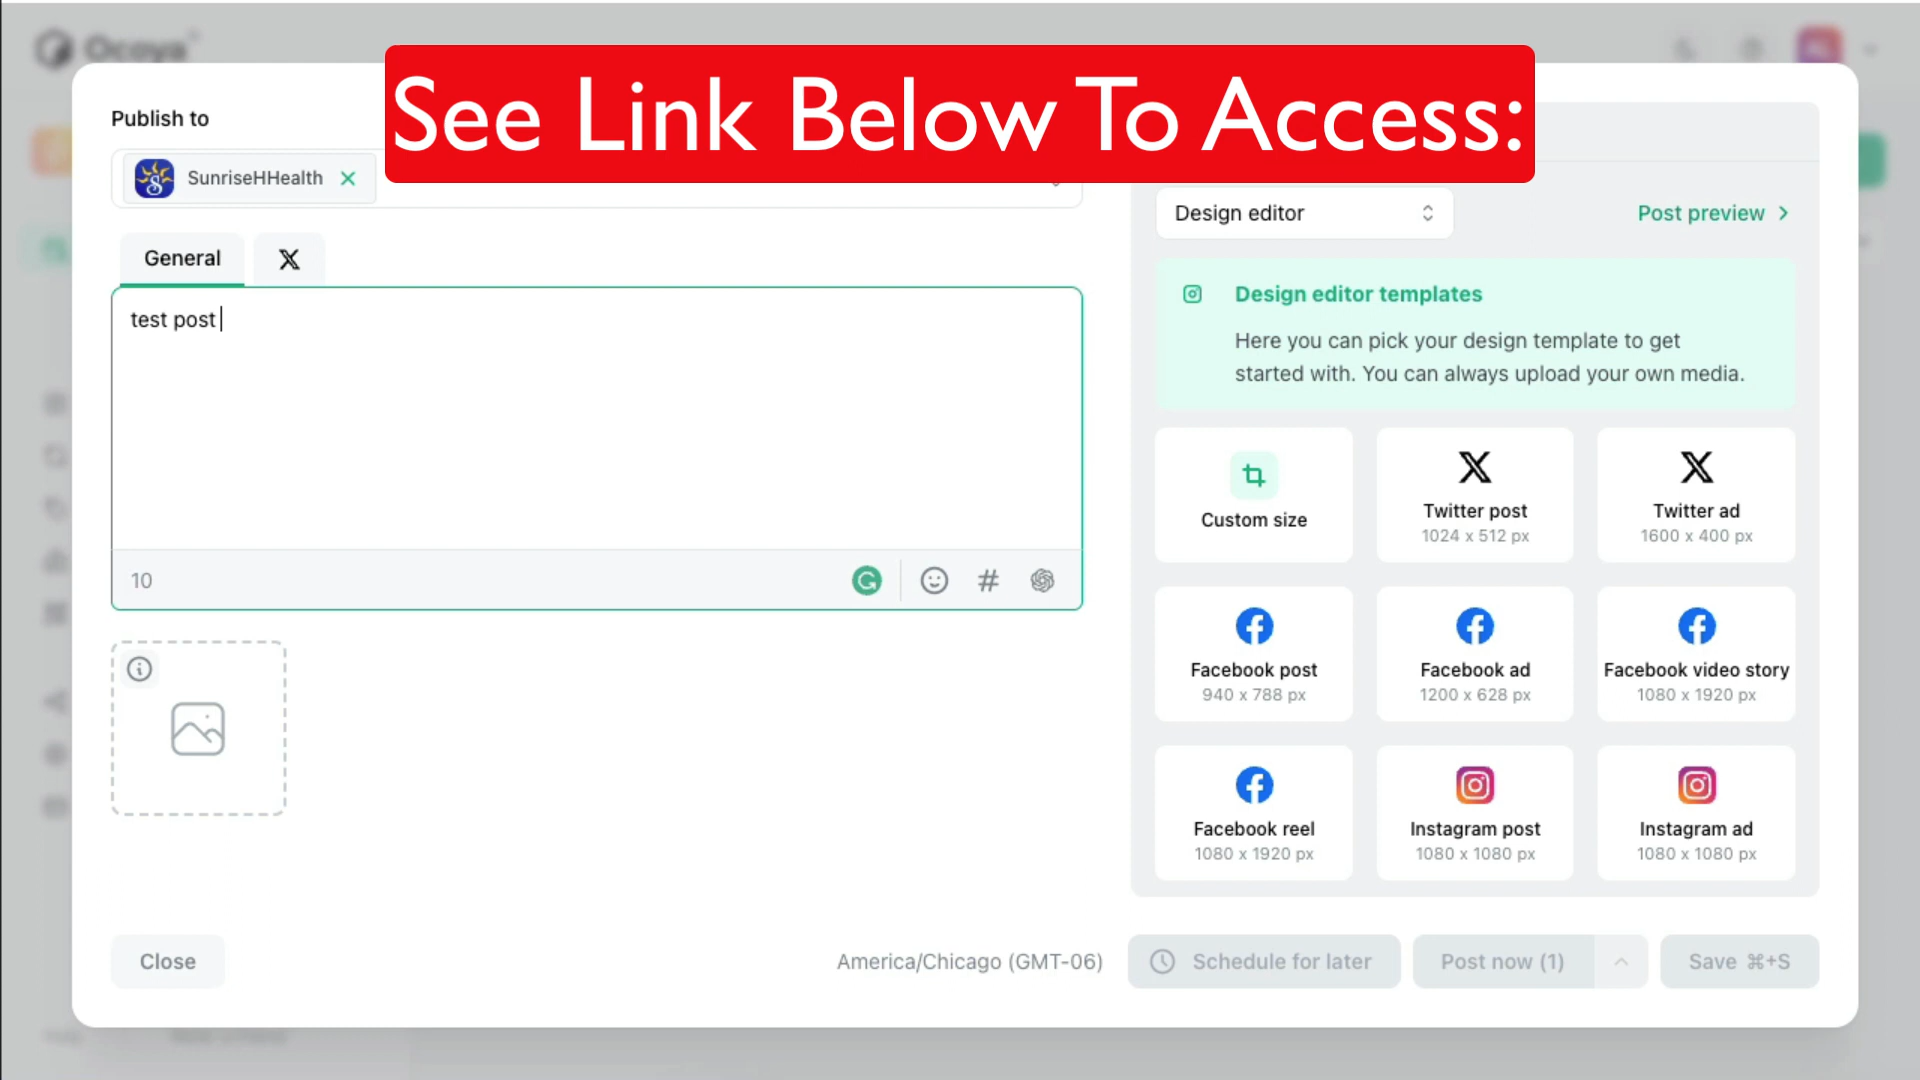 Ocoya
See Link Below To Access:
Publish to
SunriseHHealth
General
test post
10
Design editor
Post preview
Design editor templates
Here you can pick your design template to get
started with. You can always upload your own media.
Custom size
Twitter post
1024 x 512 px
Twitter ad
1600 x 400 px
Facebook post
940 x 788 px
Facebook ad
1200 x 628 px
Facebook video story
1080 x 1920 px
Facebook reel
1080 x 1920 px
Instagram post
1080 x 1080 px
Instagram ad
1080 x 1080 px
Close
America/Chicago (GMT-06)
Schedule for later
Post now (1)
Save ⌘+S